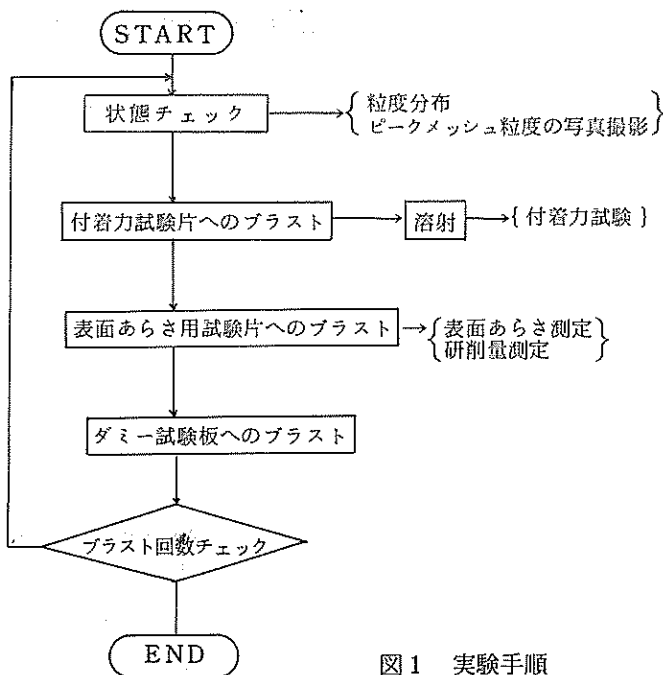 START
状態チェック
粒度分布
ピークメッシュ粒度の写真撮影
付着力試験片へのブラスト
溶射
{ 付着力試験 }
表面あらさ用試験片へのブラスト
表面あらさ測定
研削量測定
ダミー試験板へのブラスト
ブラスト回数チェック
END
図1 実験手順